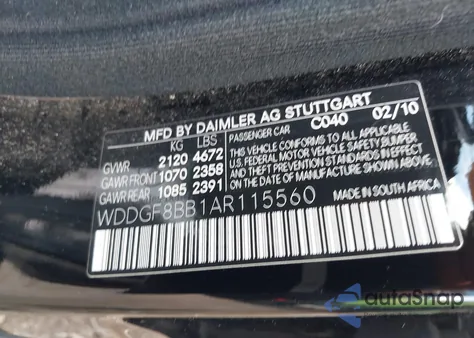 MFD BY DAIMLER AG STUTTGART
KG LBS PASSENGER CAR C040 02/10
GVWR 2120 4672
GAWR FRONT 1070 2358
GAWR REAR 1085 2391
THIS VEHICLE CONFORMS TO ALL APPLICABLE
U.S. FEDERAL MOTOR VEHICLE SAFETY BUMPER
AND THEFT PREVENTION STANDARDS IN EFFECT
ON THE DATE OF MANUFACTURE SHOWN ABOVE
MADE IN SOUTH AFRICA
WDDGF8BB1AR115560
autoSnap